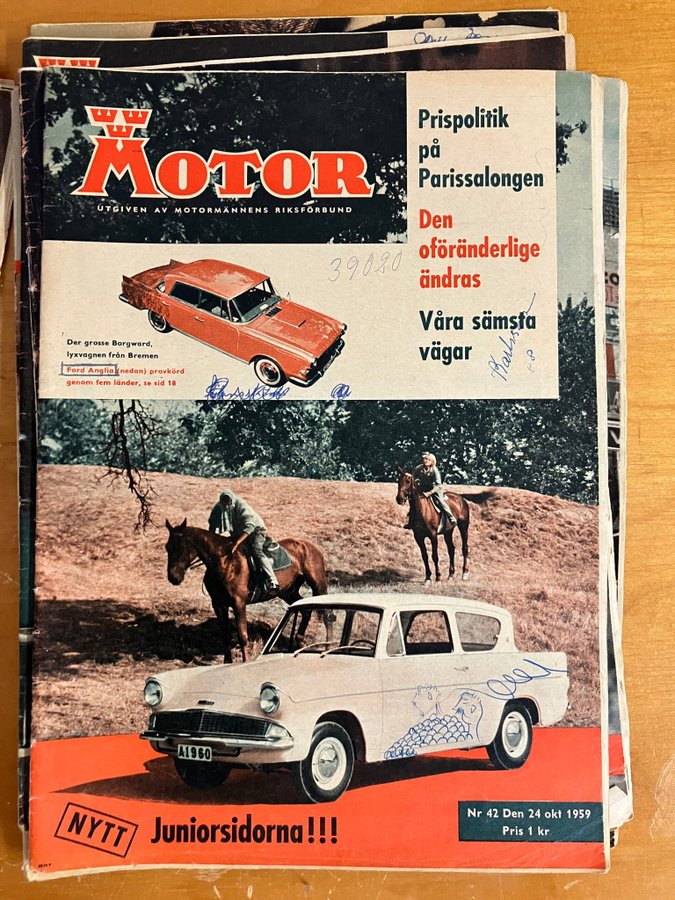 MOTOR
UTGIVEN AV MOTORMÄNNENS RIKSFÖRBUND
Prispolitik
på
Parissalongen
Den
oföränderlige
ändras
Våra sämsta
vägar
39020
Der grosse Borgward,
lyxvagnen från Bremen
Ford Anglia (nedan) provkörd
genom fem länder, se sid 18
A1960
NYTT
Juniorsidorna!!!
Nr 42 Den 24 okt 1959
Pris 1 kr